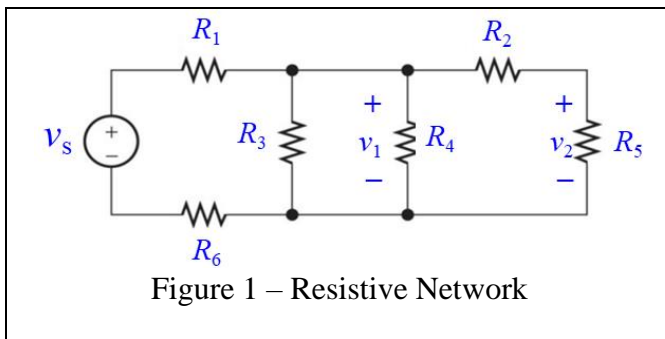 R1
R2
+
+
+
vs
−
R3
v1
R4
v2
R5
−
−
R6
Figure 1 – Resistive Network